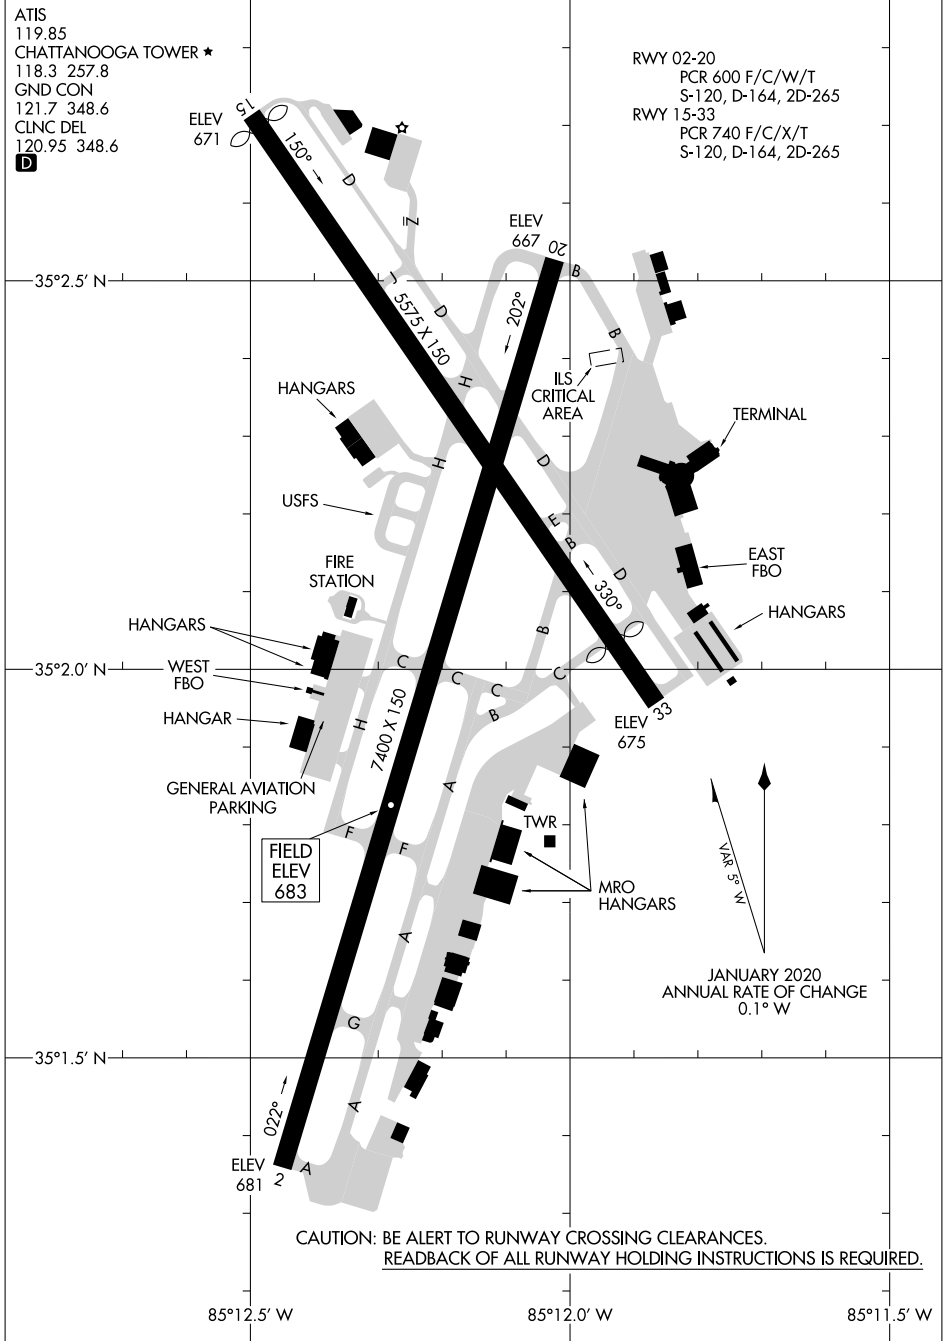 ATIS
119.85
CHATTANOOGA TOWER ★
118.3 257.8
GND CON
121.7 348.6
CLNC DEL
120.95 348.6
D
RWY 02-20
PCR 600 F/C/W/T
S-120, D-164, 2D-265
RWY 15-33
PCR 740 F/C/X/T
S-120, D-164, 2D-265
15
ELEV
671
150°
D
Z
ELEV
667
20
B
35°2.5' N
J
5575 X 150
D
202°
B
H
ILS
CRITICAL
AREA
HANGARS
TERMINAL
H
D
USFS
E
B
EAST
FBO
FIRE
STATION
D
330°
HANGARS
HANGARS
B
35°2.0' N
WEST
FBO
C
C
C
C
HANGAR
H
7400 X 150
B
33
ELEV
675
GENERAL AVIATION
PARKING
A
F
F
TWR
FIELD
ELEV
683
MRO
HANGARS
VAR 5° W
A
JANUARY 2020
ANNUAL RATE OF CHANGE
0.1° W
G
35°1.5' N
022°
A
ELEV
681
2
A
CAUTION: BE ALERT TO RUNWAY CROSSING CLEARANCES.
READBACK OF ALL RUNWAY HOLDING INSTRUCTIONS IS REQUIRED.
85°12.5' W
85°12.0' W
85°11.5' W